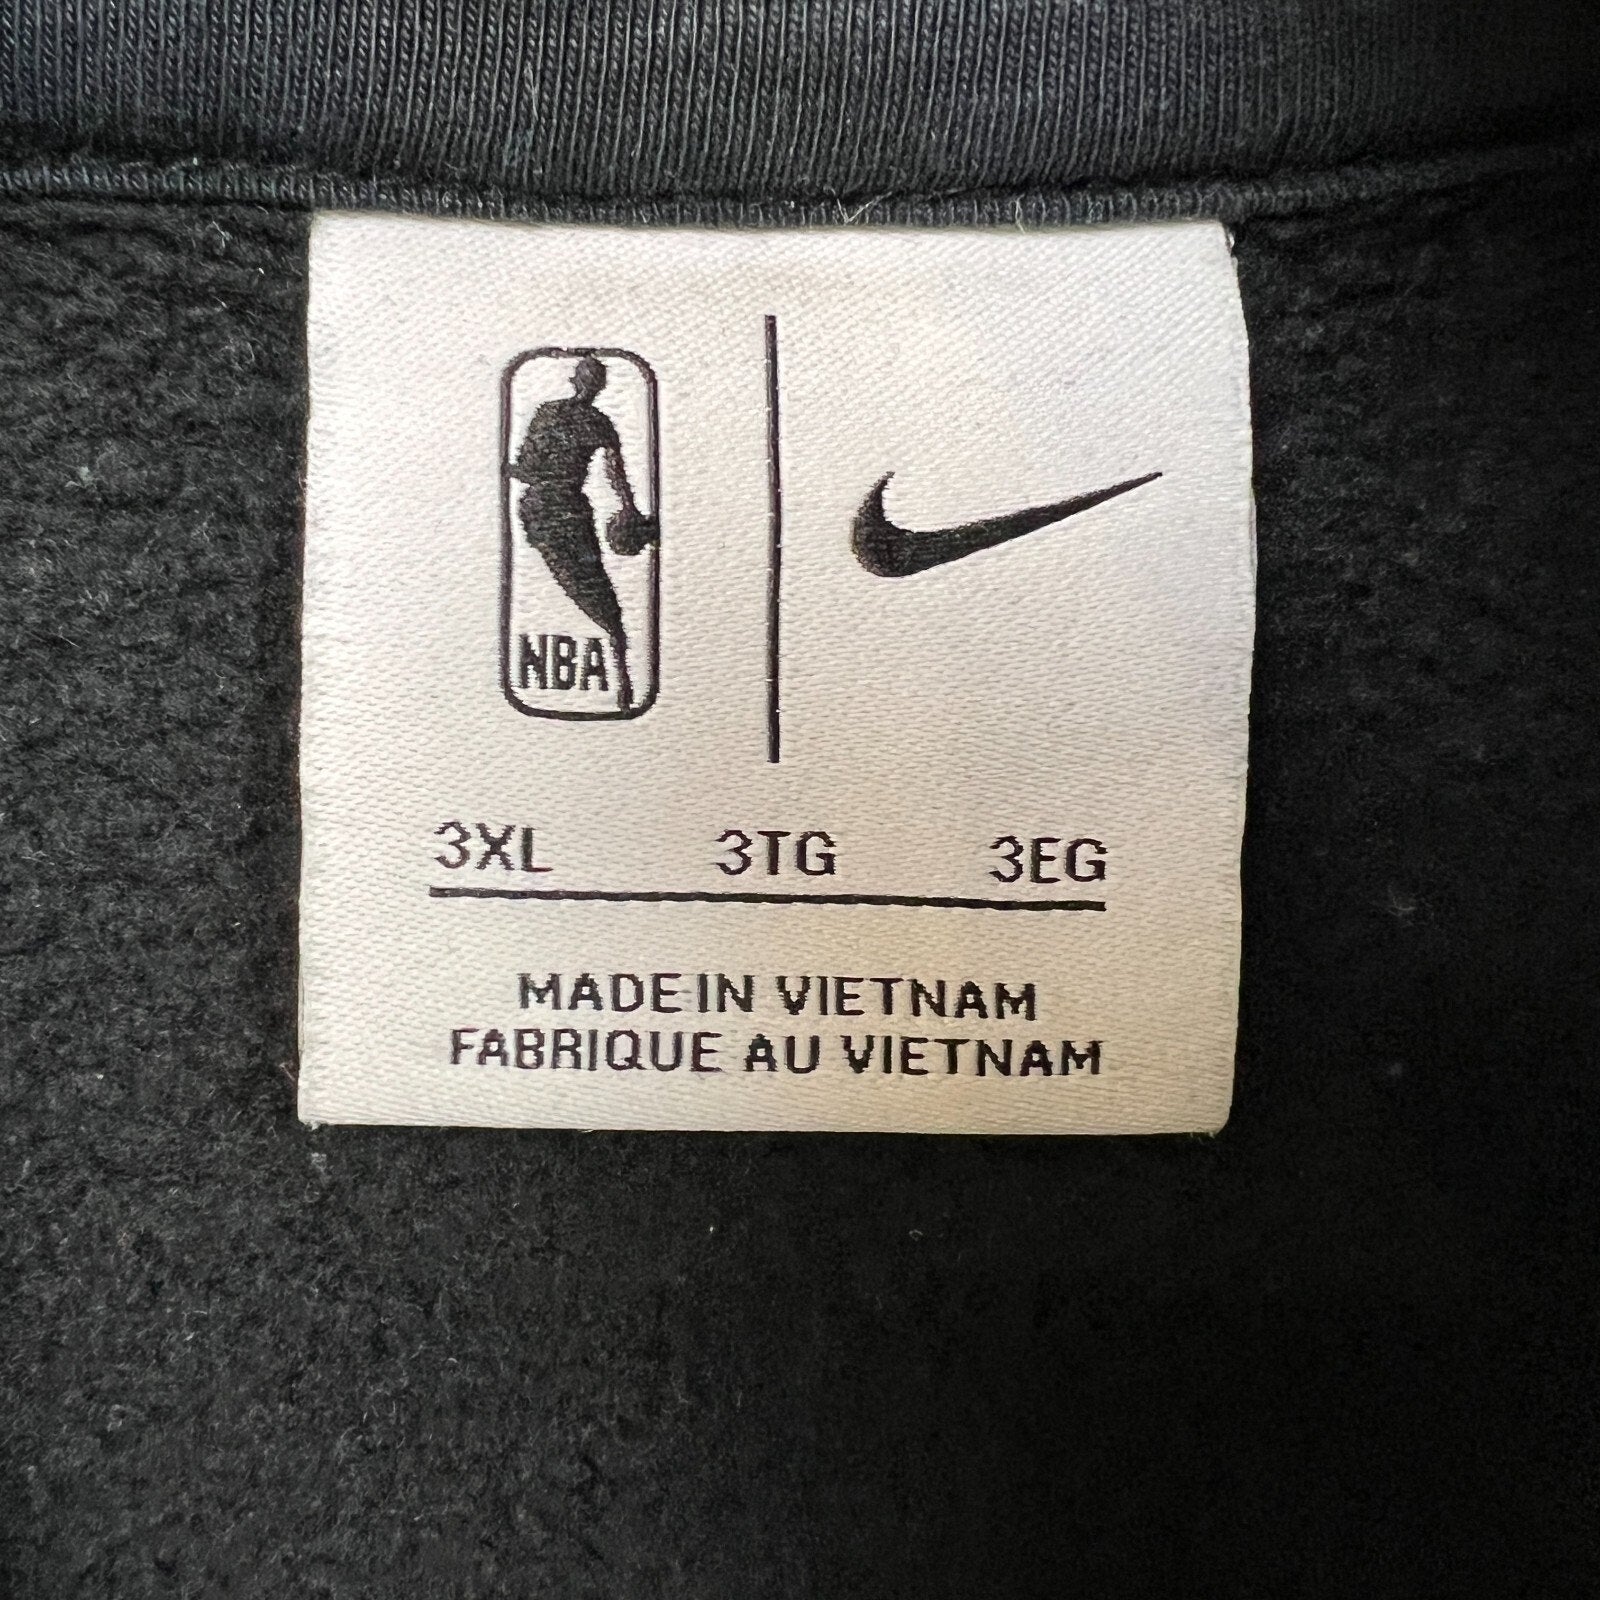 NBA
3XL 3TG 3EG
MADE IN VIETNAM
FABRIQUE AU VIETNAM